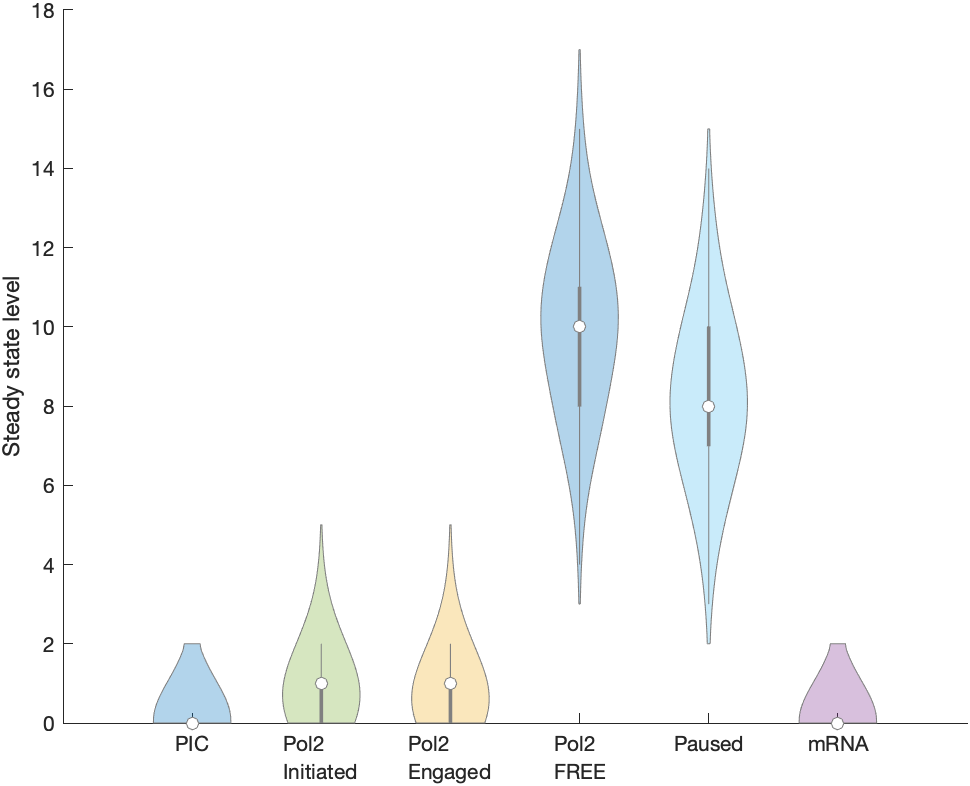 18
16
14
12
10
8
6
4
2
0
Steady state level
PIC
Pol2
Initiated
Pol2
Engaged
Pol2
FREE
Paused
mRNA